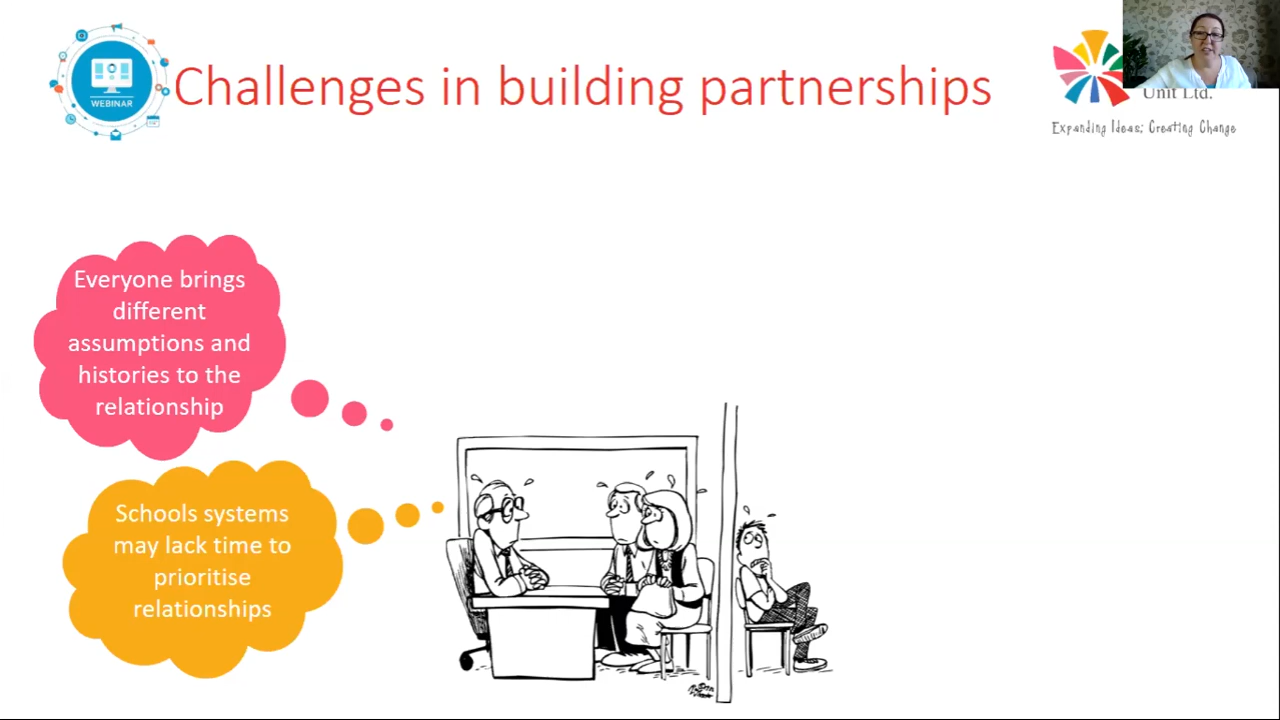 WEBINAR
Challenges in building partnerships
Unit Ltd.
Expanding Ideas; Creating Change
Everyone brings
different
assumptions and
histories to the
relationship
Schools systems
may lack time to
prioritise
relationships